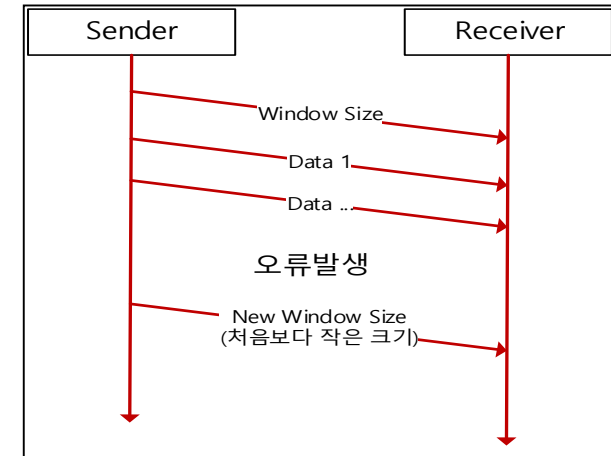 Sender
Receiver
Window Size
Data 1
Data ...
오류발생
New Window Size
(처음보다 작은 크기)